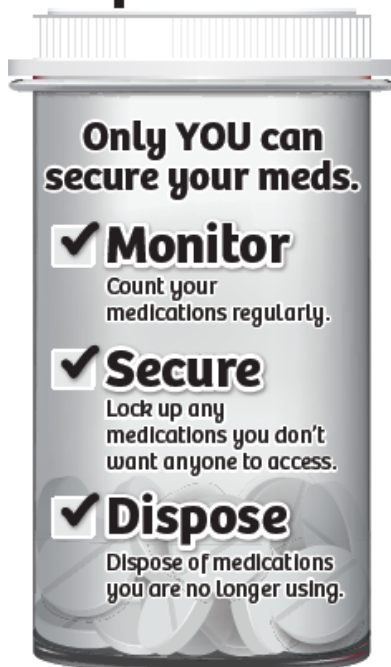 Only YOU can
secure your meds.
Monitor
Count your
medications regularly.
Secure
Lock up any
medications you don't
want anyone to access.
Dispose
Dispose of medications
you are no longer using.